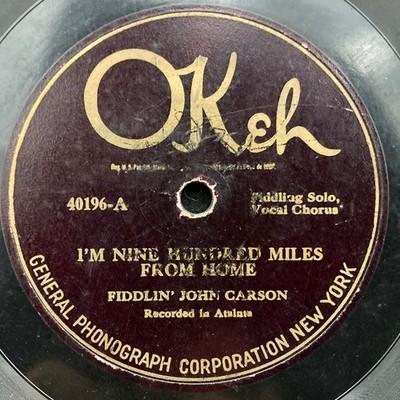 OKeh
40196-A
Fiddling Solo,
Vocal Chorus
I'M NINE HUNDRED MILES
FROM HOME
FIDDLIN' JOHN CARSON
Recorded in Atlanta
GENERAL PHONOGRAPH CORPORATION NEW YORK